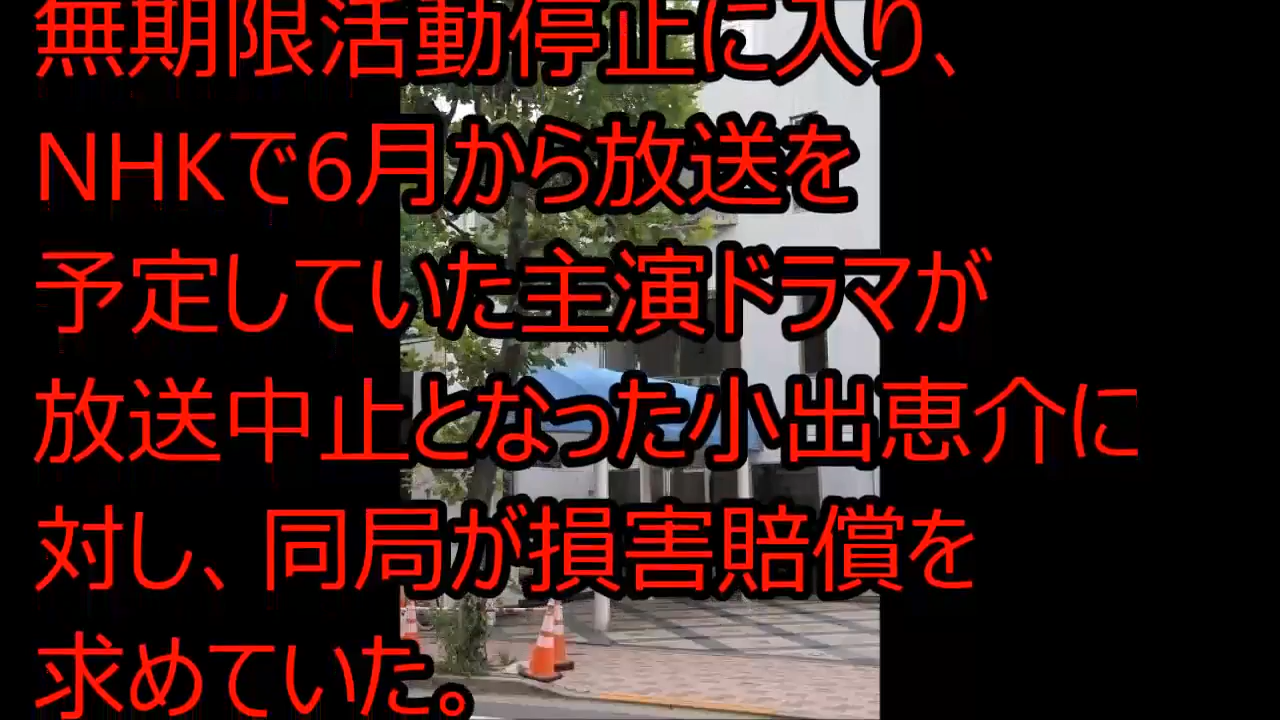 無期限活動停止に入り、
NHKで6月から放送を
予定していた主演ドラマが
放送中止となった小出恵介に
対し、同局が損害賠償を
求めていた。